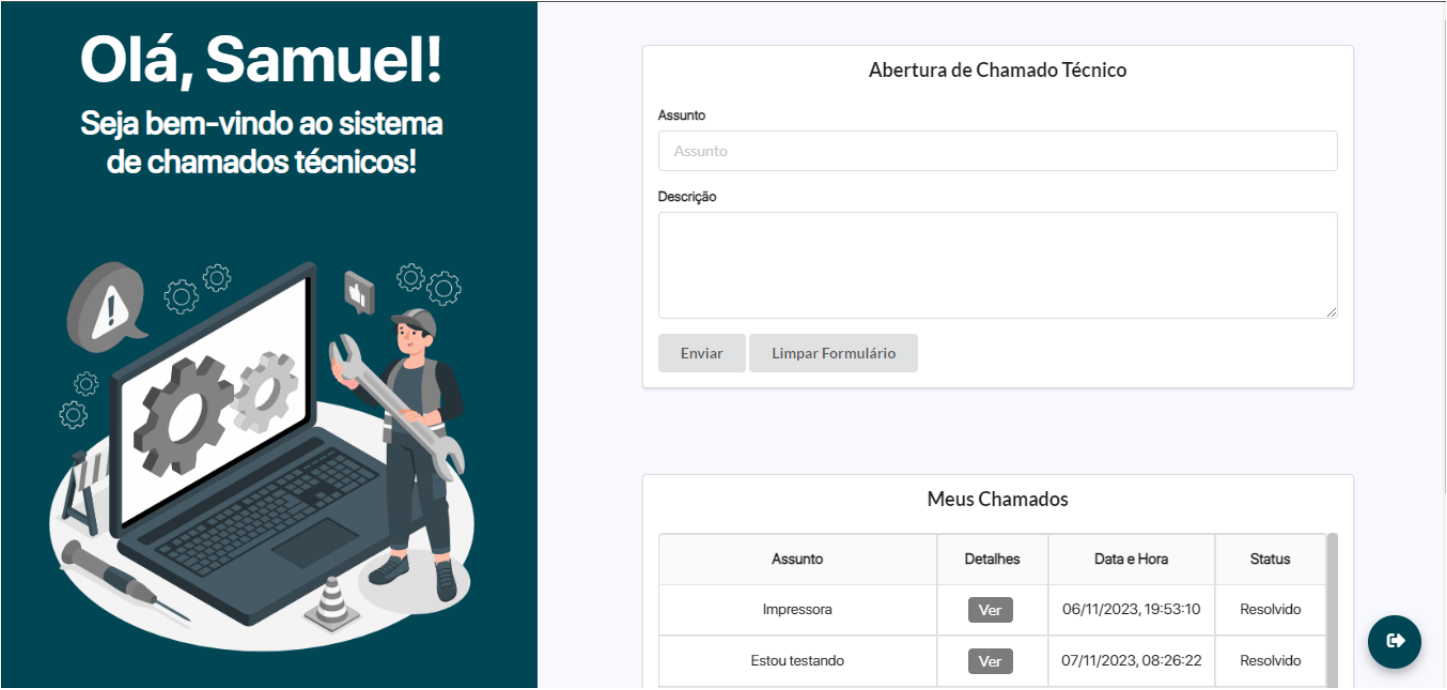 Olá, Samuel!
Seja bem-vindo ao sistema
de chamados técnicos!
Abertura de Chamado Técnico
Assunto
Assunto
Descrição
Enviar Limpar Formulário
Meus Chamados
Assunto Detalhes Data e Hora Status
Impressora Ver 06/11/2023, 19:53:10 Resolvido
Estou testando Ver 07/11/2023, 08:26:22 Resolvido